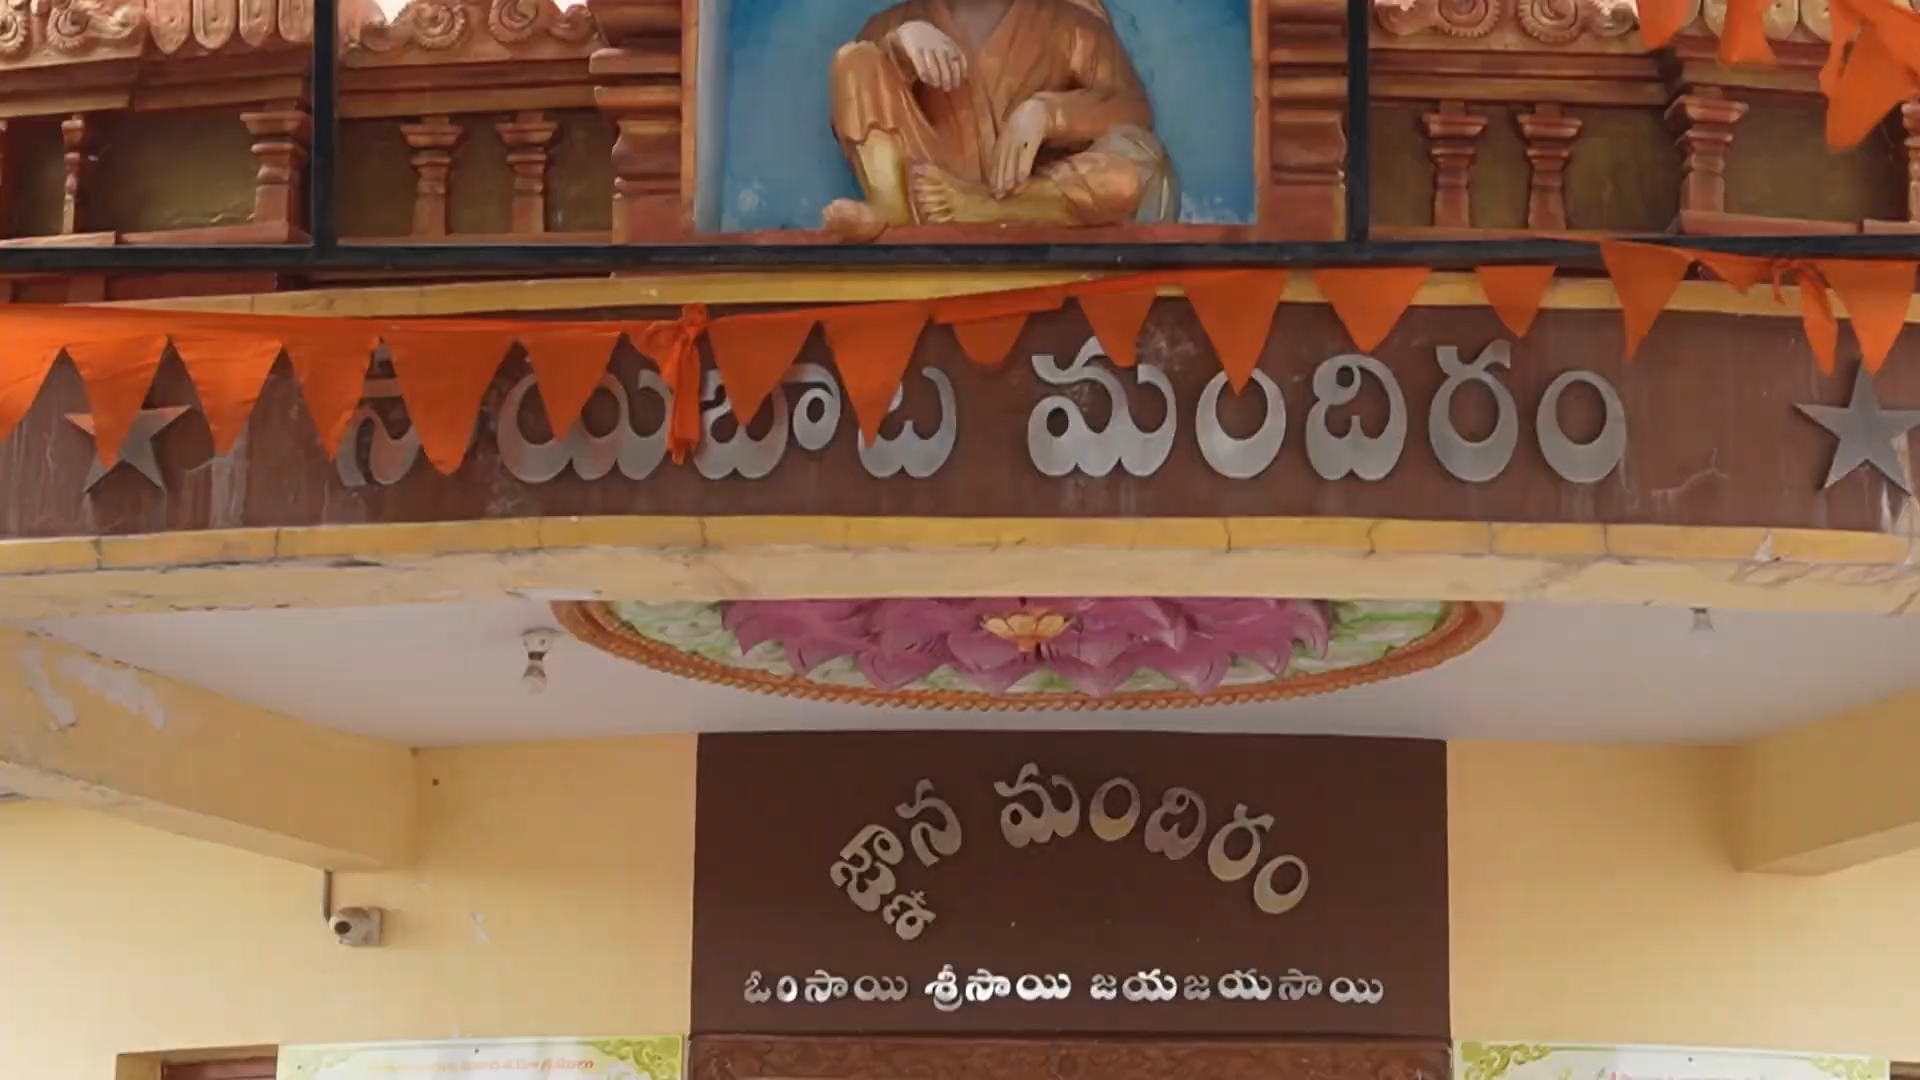 సాయిబాబ మందిరం
జ్ఞాన మందిరం
ఓంసాయి శ్రీసాయి జయజయసాయి